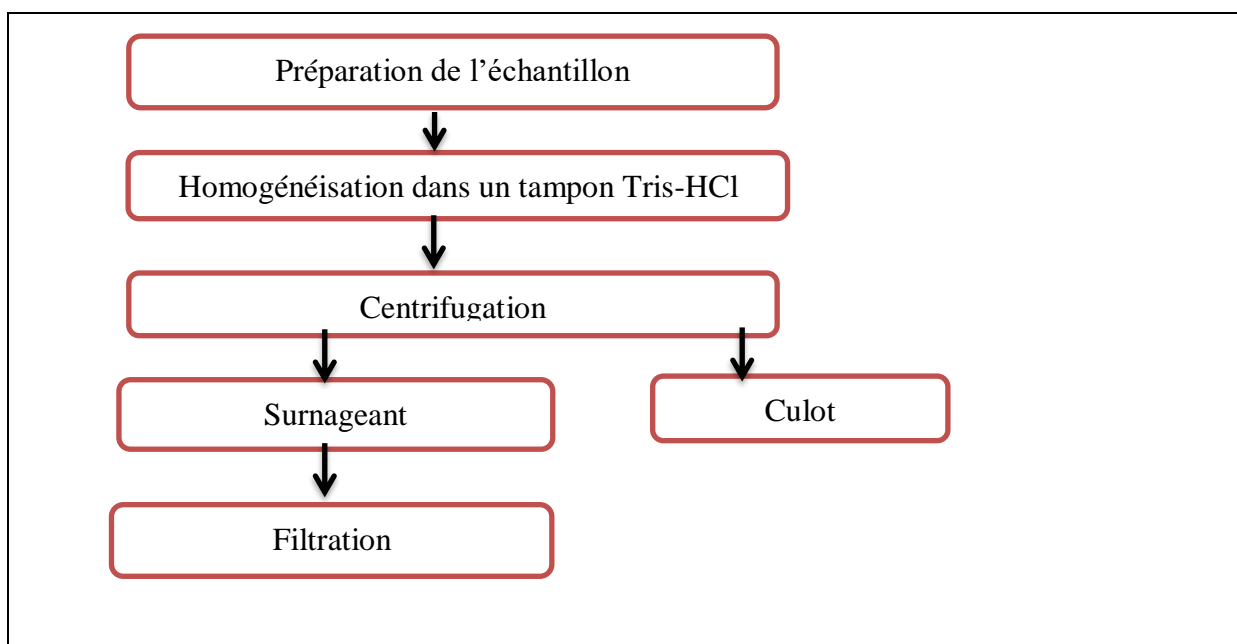 Préparation de l’échantillon
Homogénéisation dans un tampon Tris-HCl
Centrifugation
Surnageant
Culot
Filtration